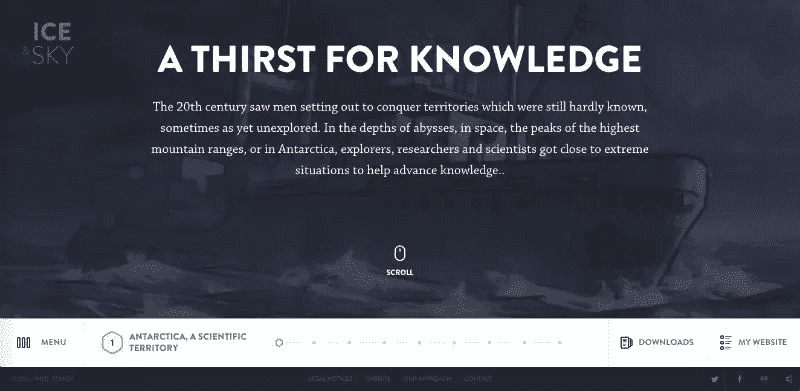 ICE
& SKY
A THIRST FOR KNOWLEDGE
The 20th century saw men setting out to conquer territories which were still hardly known,
sometimes as yet unexplored. In the depths of abysses, in space, the peaks of the highest
mountain ranges, or in Antarctica, explorers, researchers and scientists got close to extreme
situations to help advance knowledge..
SCROLL
MENU
1
ANTARCTICA, A SCIENTIFIC
TERRITORY
DOWNLOADS
MY WEBSITE
LEGAL NOTICES CREDITS OUR APPROACH CONTACT
FR